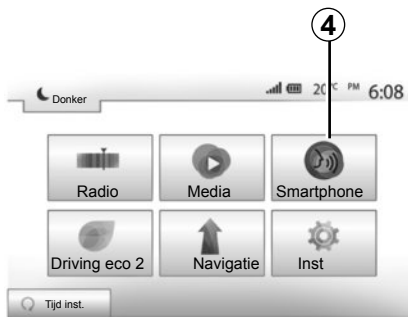 4
Donker 20°C PM 6:08
Radio Media Smartphone
Driving eco 2 Navigatie Inst
Tijd inst.